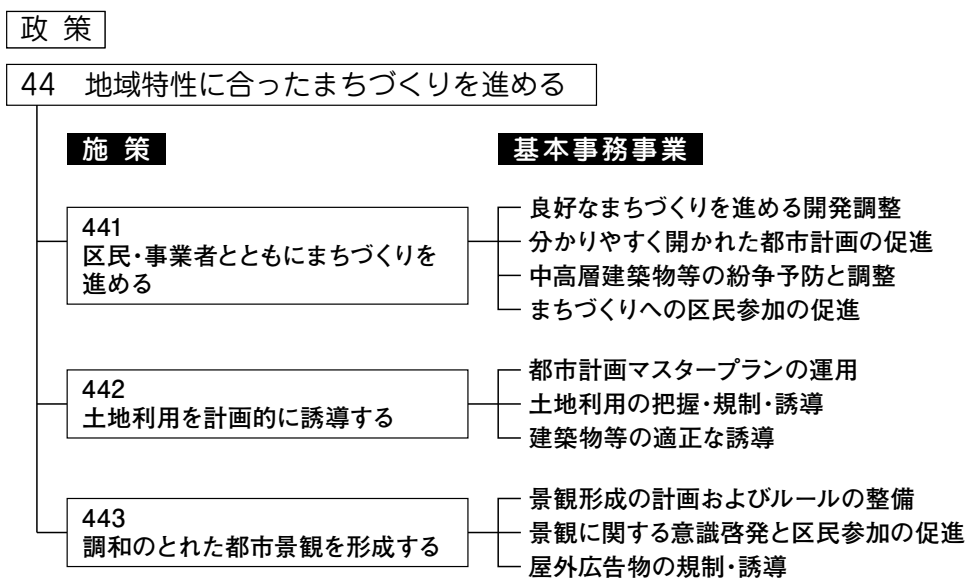 政 策
44 地域特性に合ったまちづくりを進める
施 策
基本事務事業
441
区民・事業者とともにまちづくりを
進める
良好なまちづくりを進める開発調整
分かりやすく開かれた都市計画の促進
中高層建築物等の紛争予防と調整
まちづくりへの区民参加の促進
442
土地利用を計画的に誘導する
都市計画マスタープランの運用
土地利用の把握・規制・誘導
建築物等の適正な誘導
443
調和のとれた都市景観を形成する
景観形成の計画およびルールの整備
景観に関する意識啓発と区民参加の促進
屋外広告物の規制・誘導